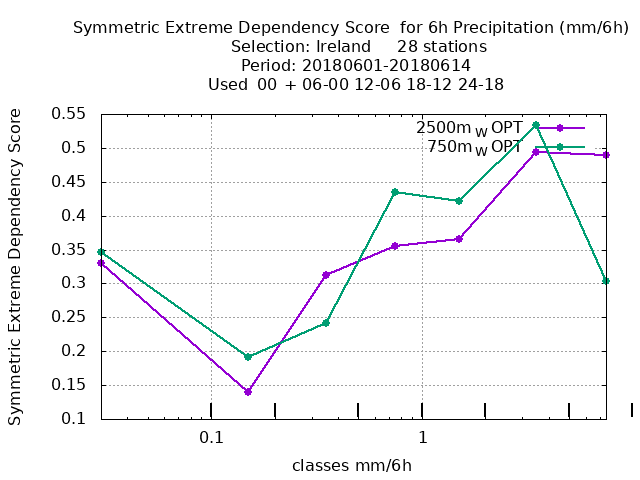 Symmetric Extreme Dependency Score  for 6h Precipitation (mm/6h)
Selection: Ireland     28 stations
Period: 20180601-20180614
Used  00  + 06-00 12-06 18-12 24-18
2500m W OPT
750m W OPT
Symmetric Extreme Dependency Score
0.55
0.5
0.45
0.4
0.35
0.3
0.25
0.2
0.15
0.1
0.1
1
classes mm/6h